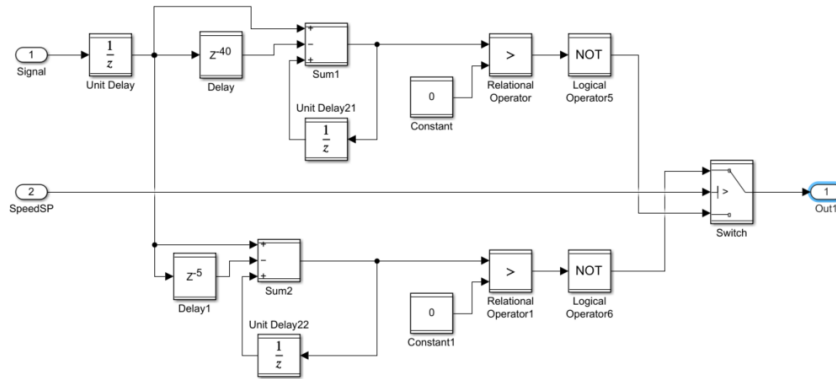 1
Signal
1
z
Unit Delay
Z-40
Delay
+
−
+
Sum1
Unit Delay21
1
z
0
Constant
>
Relational
Operator
NOT
Logical
Operator5
2
SpeedSP
>
Switch
1
Out1
Z-5
Delay1
+
−
+
Sum2
Unit Delay22
1
z
0
Constant1
>
Relational
Operator1
NOT
Logical
Operator6